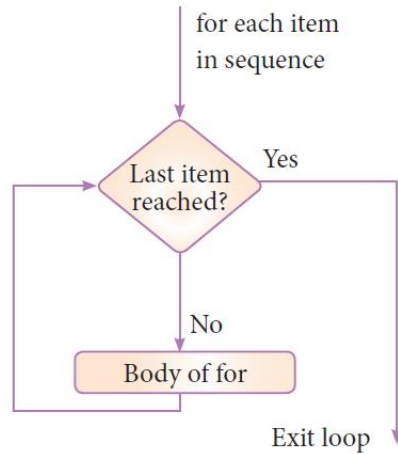 for each item
in sequence
Last item
reached?
Yes
No
Body of for
Exit loop